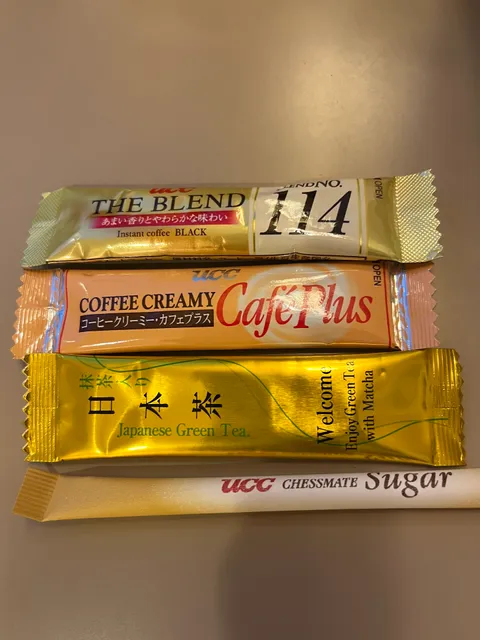 ucc
THE BLEND
あまい香りとやわらかな味わい
Instant coffee BLACK
BLEND NO.
114
OPEN
ucc
COFFEE CREAMY
コーヒークリーミー・カフェプラス
Café Plus
OPEN
抹茶入り
日本茶
Japanese Green Tea.
Welcome
Enjoy Green Tea
with Matcha
ucc CHESSMATE Sugar